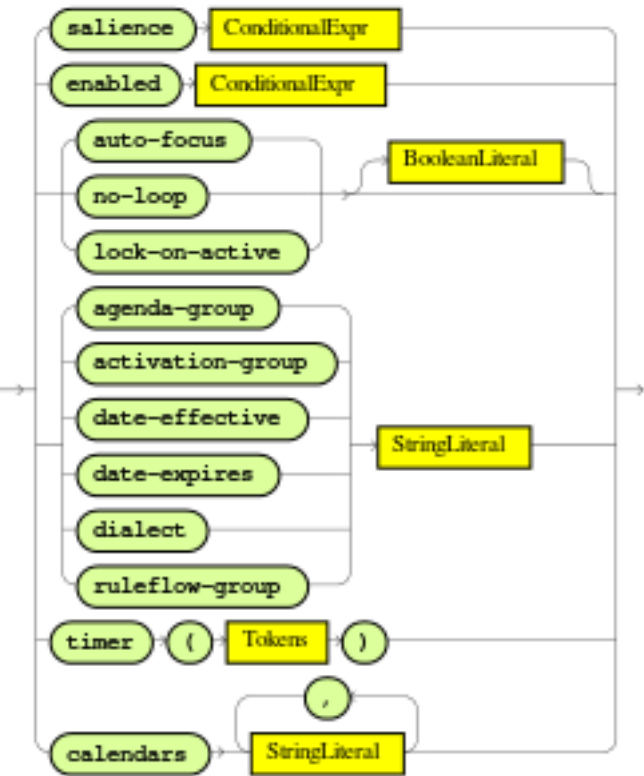 salience ConditionalExpr
enabled ConditionalExpr
auto-focus
BooleanLiteral
no-loop
lock-on-active
agenda-group
activation-group
date-effective
StringLiteral
date-expires
dialect
ruleflow-group
timer ( Tokens )
,
calendars StringLiteral